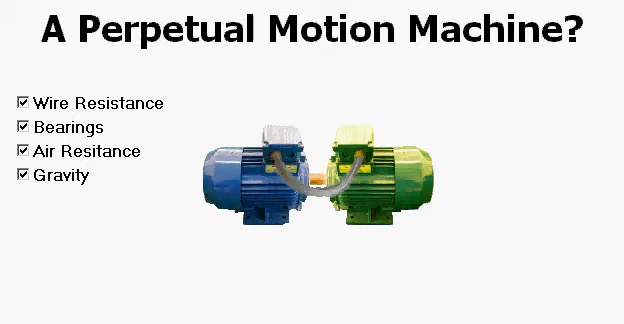 A Perpetual Motion Machine?
Wire Resistance
Bearings
Air Resitance
Gravity